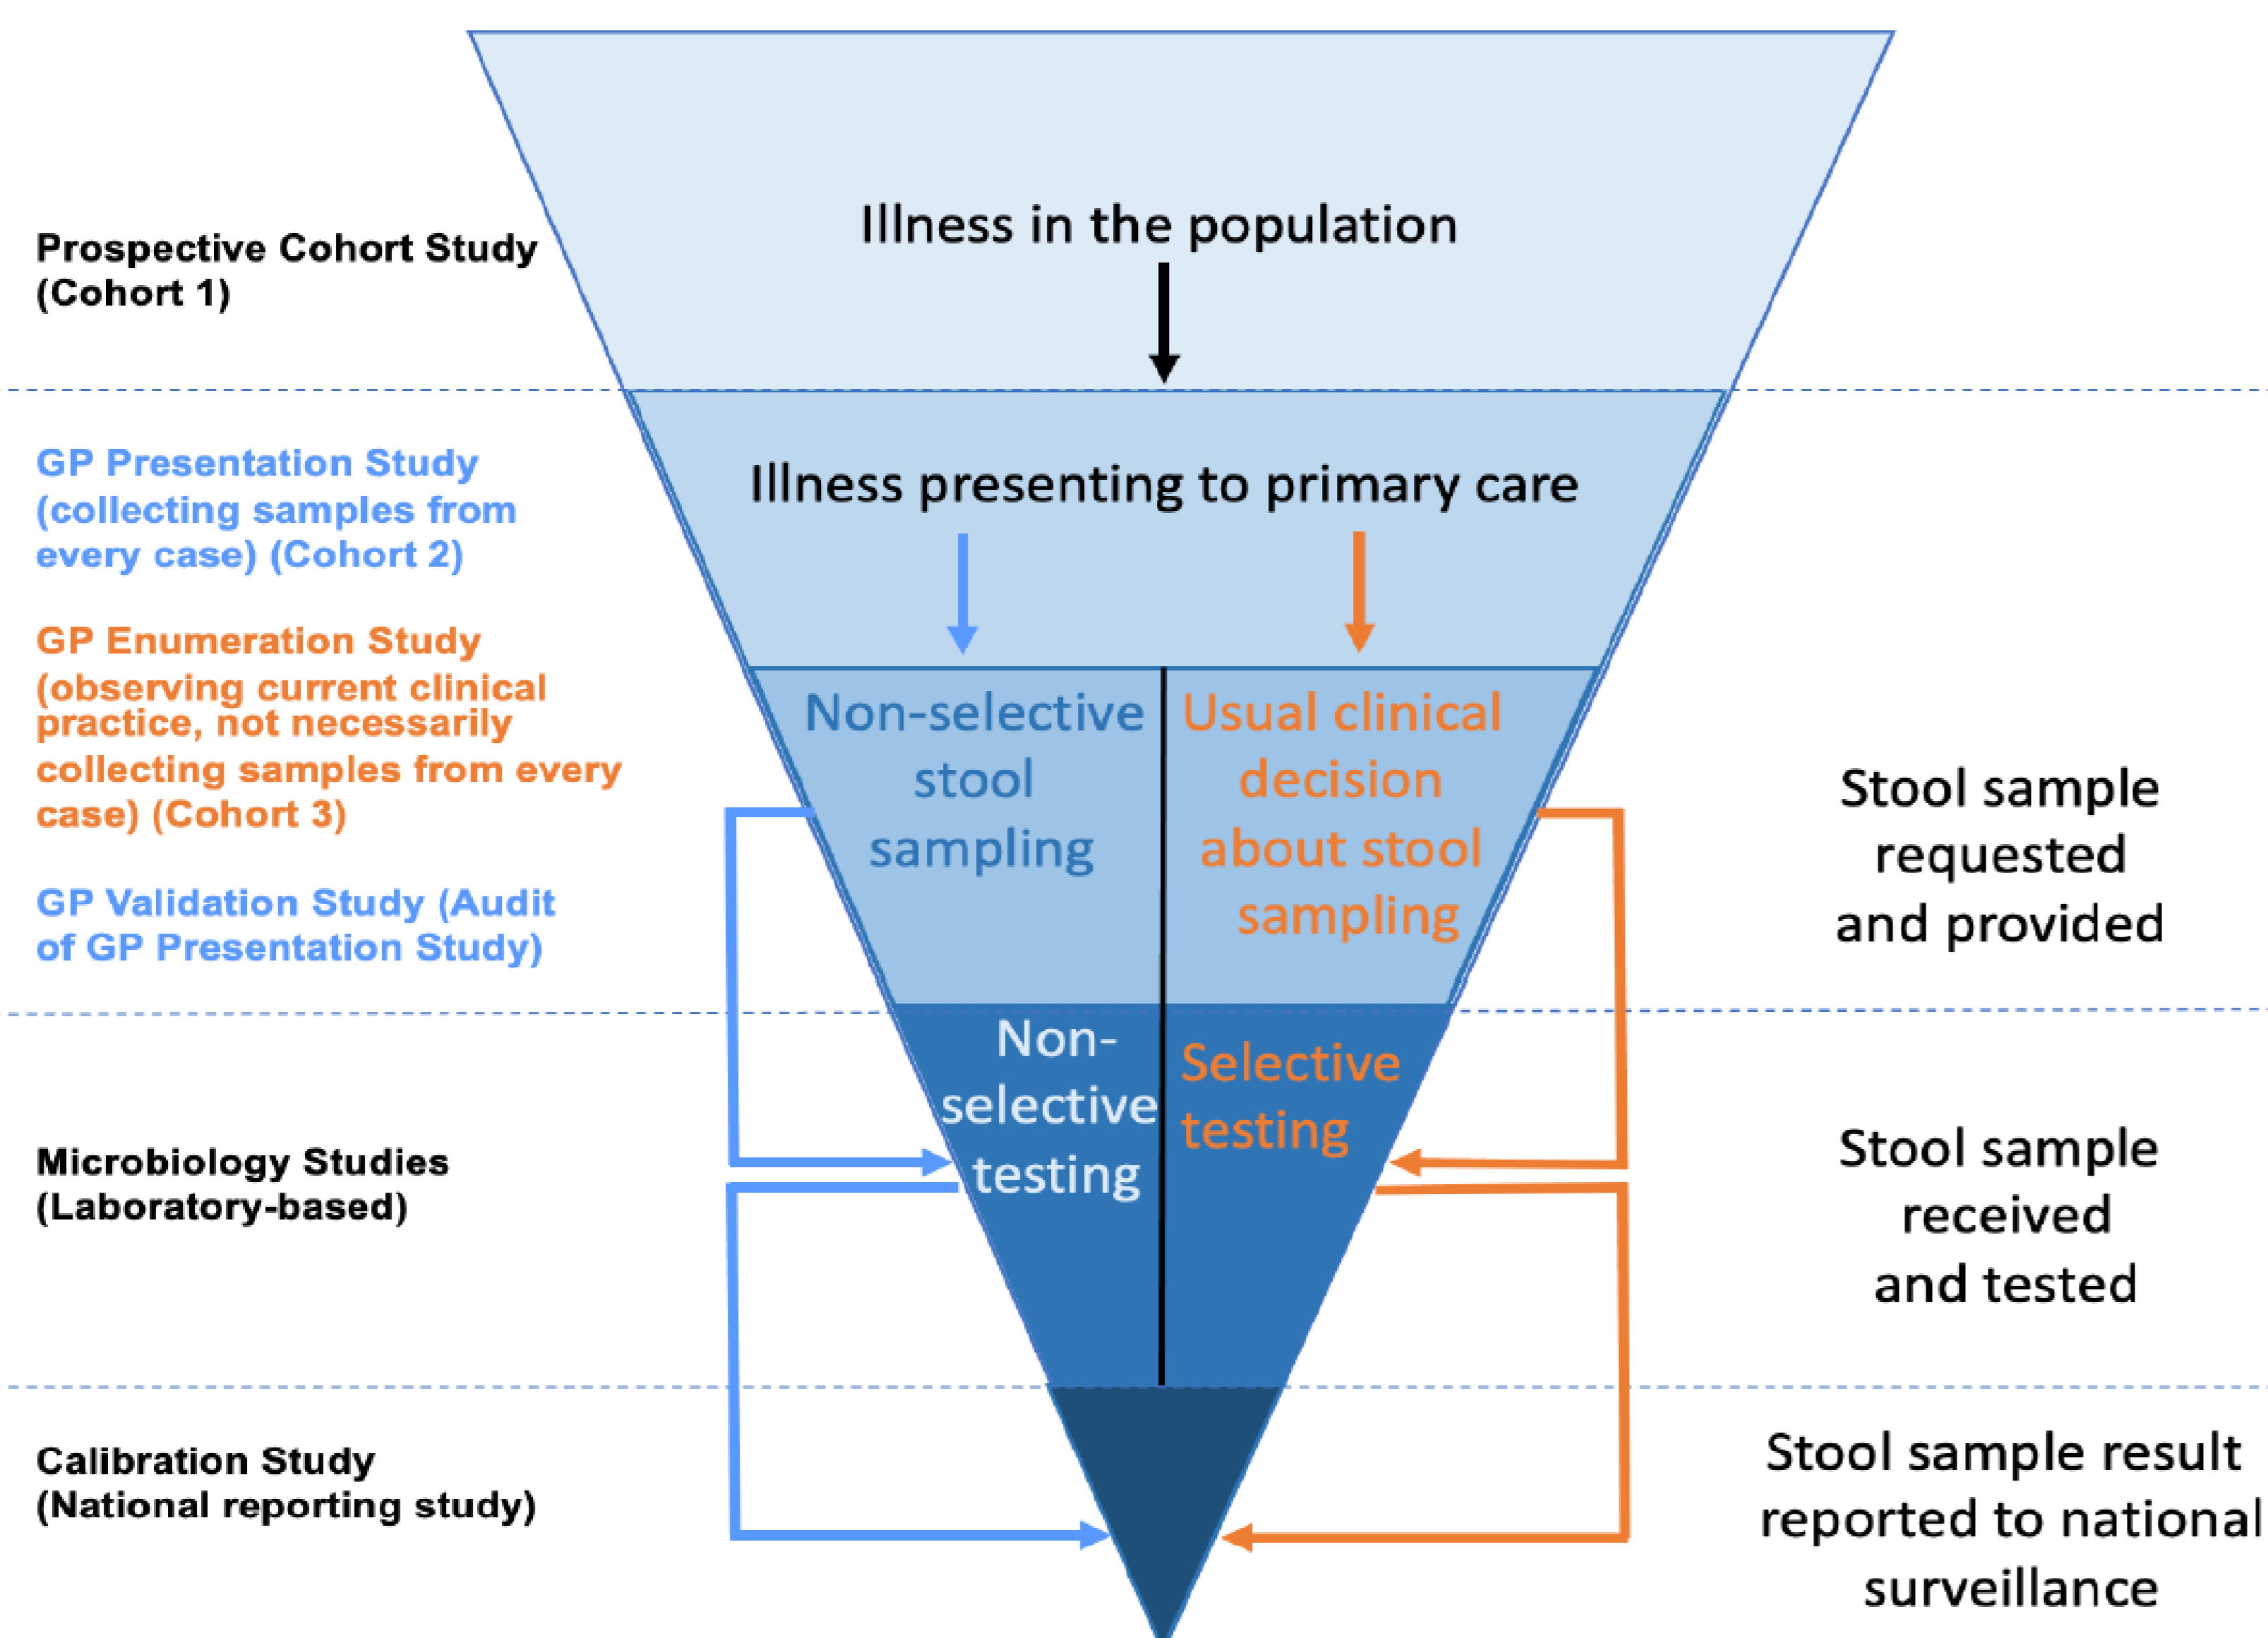 Prospective Cohort Study
(Cohort 1)
Illness in the population
GP Presentation Study
(collecting samples from
every case) (Cohort 2)
GP Enumeration Study
(observing current clinical
practice, not necessarily
collecting samples from every
case) (Cohort 3)
GP Validation Study (Audit
of GP Presentation Study)
Illness presenting to primary care
Non-selective
stool
sampling
Usual clinical
decision
about stool
sampling
Stool sample
requested
and provided
Microbiology Studies
(Laboratory-based)
Non-
selective
testing
Selective
testing
Stool sample
received
and tested
Calibration Study
(National reporting study)
Stool sample result
reported to national
surveillance